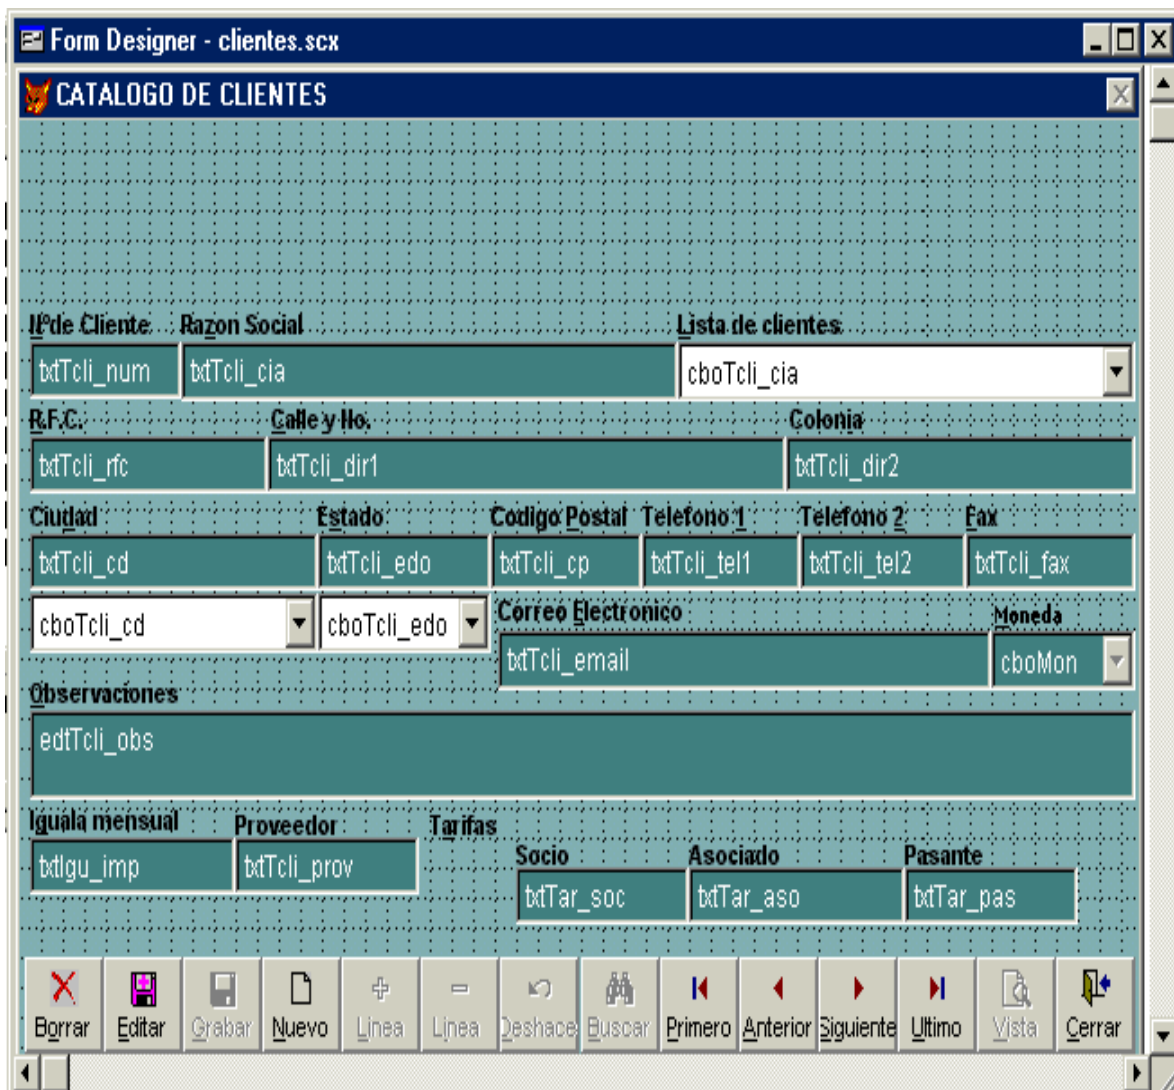 Form Designer - clientes.scx
CATALOGO DE CLIENTES
Nºde Cliente Razon Social Lista de clientes
txtTcli_num txtTcli_cia cboTcli_cia
R.F.C. Calle y No. Colonia
txtTcli_rfc txtTcli_dir1 txtTcli_dir2
Ciudad Estado Codigo Postal Telefono 1 Telefono 2 Fax
txtTcli_cd txtTcli_edo txtTcli_cp txtTcli_tel1 txtTcli_tel2 txtTcli_fax
cboTcli_cd cboTcli_edo Correo Electronico Moneda
txtTcli_email cboMon
Observaciones
edtTcli_obs
Iguala mensual Proveedor Tarifas
Socio Asociado Pasante
txtIgu_imp txtTcli_prov
txtTar_soc txtTar_aso txtTar_pas
Borrar Editar Grabar Nuevo Linea Linea Deshace Buscar Primero Anterior Siguiente Ultimo Vista Cerrar